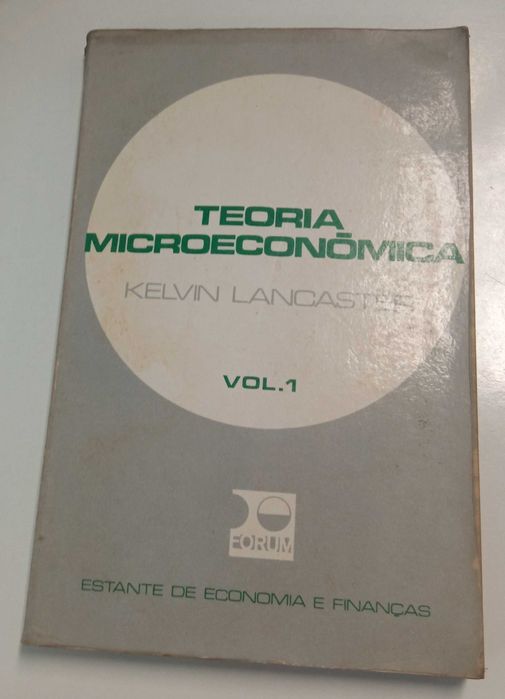 TEORIA
MICROECONÔMICA
KELVIN LANCASTER
VOL.1
FORUM
ESTANTE DE ECONOMIA E FINANÇAS